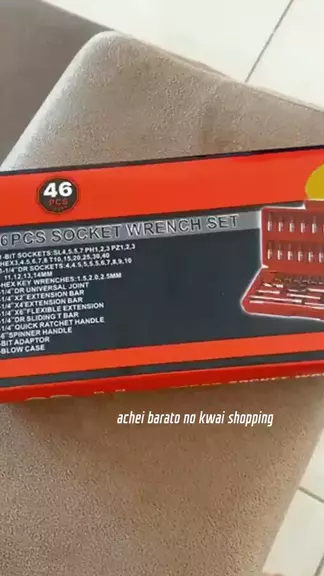 46
PCS
6PCS SOCKET WRENCH SET
-BIT SOCKETS:SL4,5.5,7 PH1,2,3 PZ1,2,3
HEX3,4,5,6,7,8 T10,15,20,25,30,40
-1/4"DR SOCKETS:4,4.5,5,5.5,6,7,8,9,10
11,12,13,14MM
HEX KEY WRENCHES:1.5,2.0,2.5MM
-1/4"DR UNIVERSAL JOINT
-1/4"X2"EXTENSION BAR
-1/4"X4"EXTENSION BAR
-1/4"X6"FLEXIBLE EXTENSION
-1/4"DR SLIDING T BAR
-1/4"QUICK RATCHET HANDLE
-6"SPINNER HANDLE
-BIT ADAPTOR
-BLOW CASE
achei barato no kwai shopping